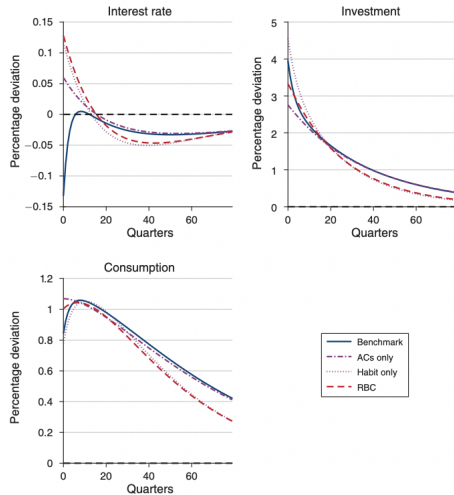 Interest rate
Percentage deviation
0.15
0.10
0.05
0
−0.05
−0.10
−0.15
0 20 40 60
Quarters
Investment
Percentage deviation
5
4
3
2
1
0
0 20 40 60
Quarters
Consumption
Percentage deviation
1.2
1.0
0.8
0.6
0.4
0.2
0
0 20 40 60
Quarters
Benchmark
ACs only
Habit only
RBC